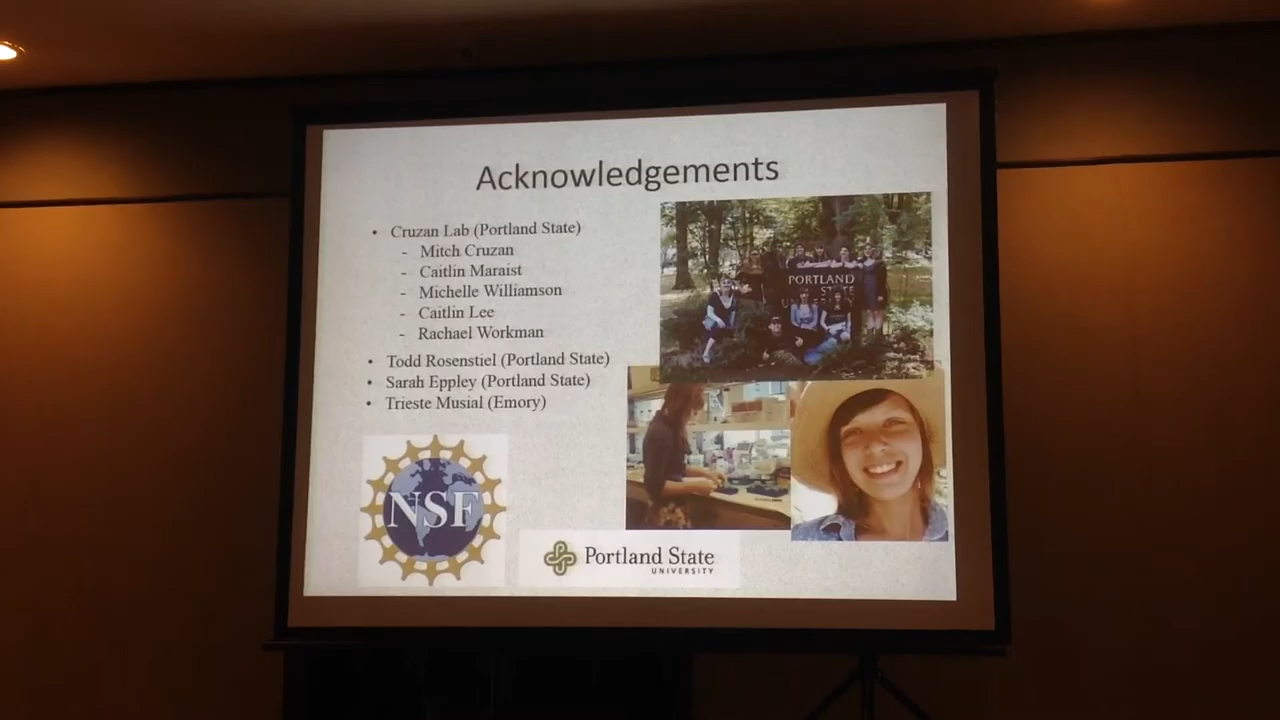 Acknowledgements
• Cruzan Lab (Portland State)
- Mitch Cruzan
- Caitlin Maraist
- Michelle Williamson
- Caitlin Lee
- Rachael Workman
• Todd Rosenstiel (Portland State)
• Sarah Eppley (Portland State)
• Trieste Musial (Emory)
PORTLAND
STATE
UNIVERSITY
NSF
Portland State
UNIVERSITY